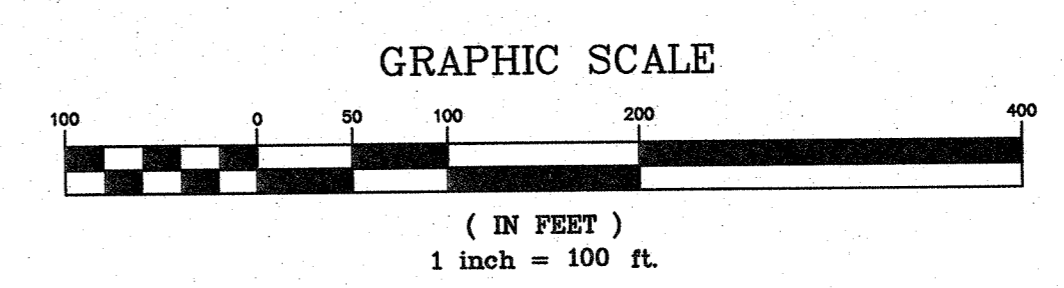 GRAPHIC SCALE
100 0 50 100 200 400
( IN FEET )
1 inch = 100 ft.